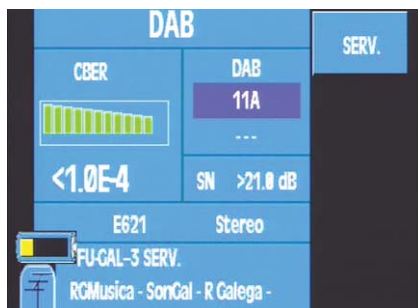 DAB
SERV.
CBER
DAB
11A
---
<1.0E-4
SN >21.0 dB
E621 Stereo
FU-GAL-3 SERV.
RGMusica - SonGal - R Galega -